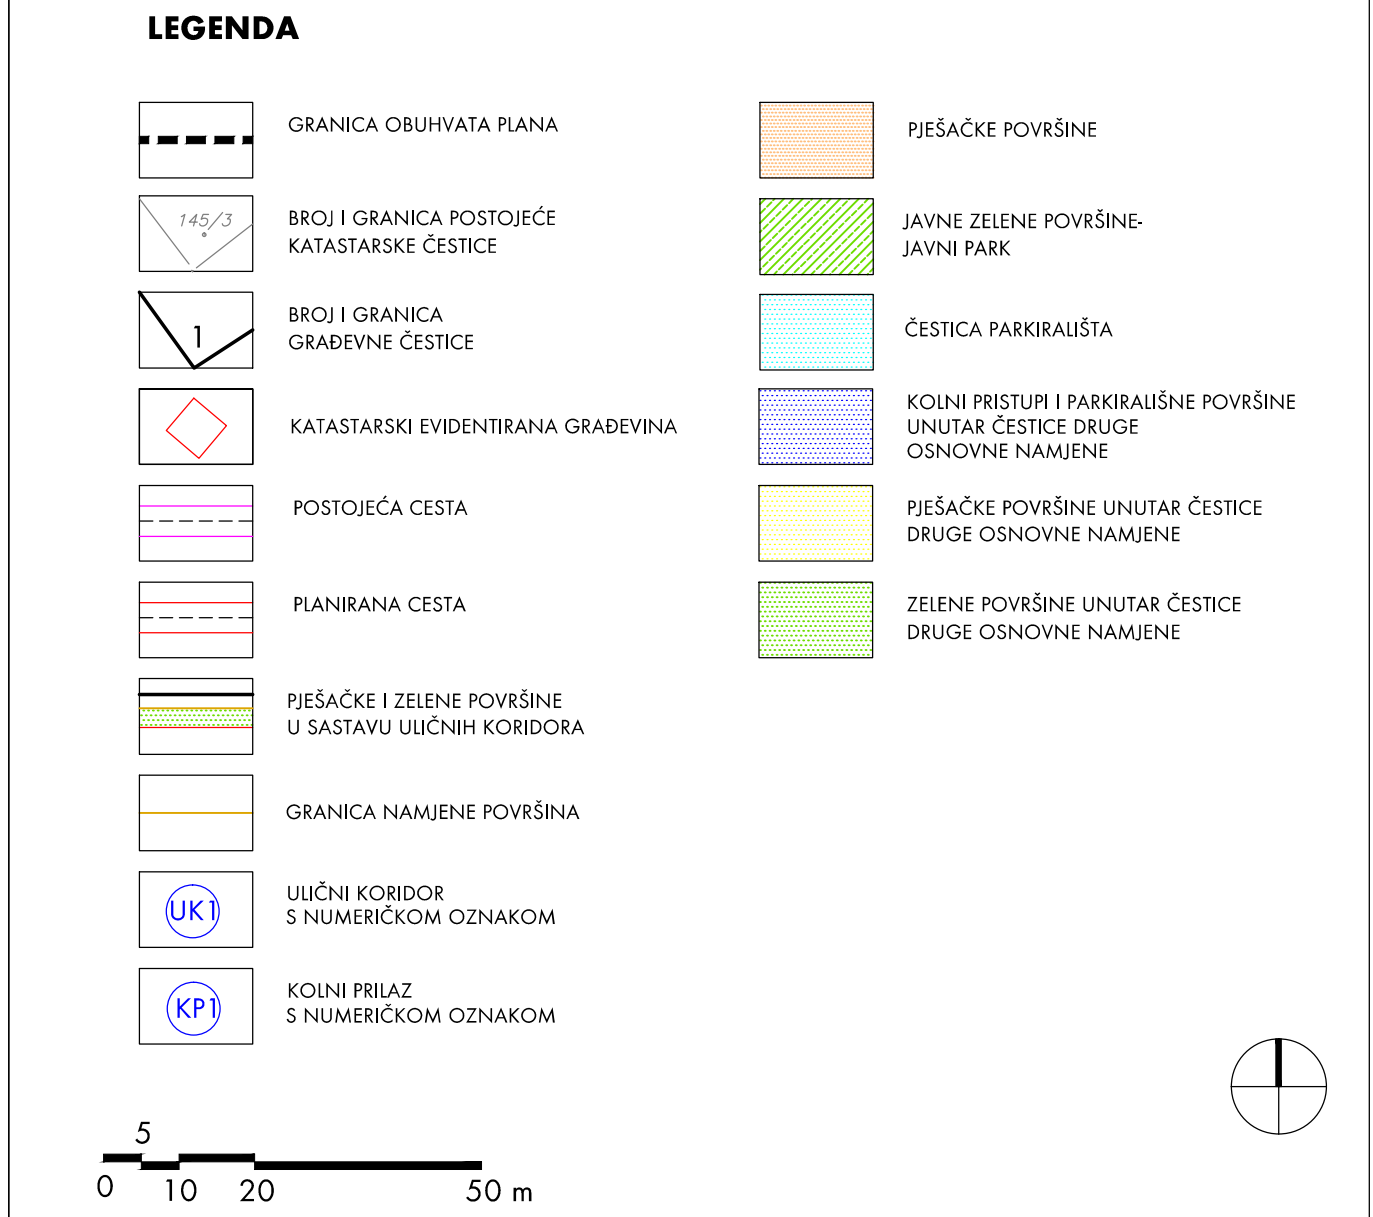 LEGENDA
GRANICA OBUHVATA PLANA
145/3
BROJ I GRANICA POSTOJEĆE
KATASTARSKE ČESTICE
1
BROJ I GRANICA
GRAĐEVNE ČESTICE
KATASTARSKI EVIDENTIRANA GRAĐEVINA
POSTOJEĆA CESTA
PLANIRANA CESTA
PJEŠAČKE I ZELENE POVRŠINE
U SASTAVU ULIČNIH KORIDORA
GRANICA NAMJENE POVRŠINA
UK1
ULIČNI KORIDOR
S NUMERIČKOM OZNAKOM
KP1
KOLNI PRILAZ
S NUMERIČKOM OZNAKOM
PJEŠAČKE POVRŠINE
JAVNE ZELENE POVRŠINE-
JAVNI PARK
ČESTICA PARKIRALIŠTA
KOLNI PRISTUPI I PARKIRALIŠNE POVRŠINE
UNUTAR ČESTICE DRUGE
OSNOVNE NAMJENE
PJEŠAČKE POVRŠINE UNUTAR ČESTICE
DRUGE OSNOVNE NAMJENE
ZELENE POVRŠINE UNUTAR ČESTICE
DRUGE OSNOVNE NAMJENE
5
0 10 20 50 m